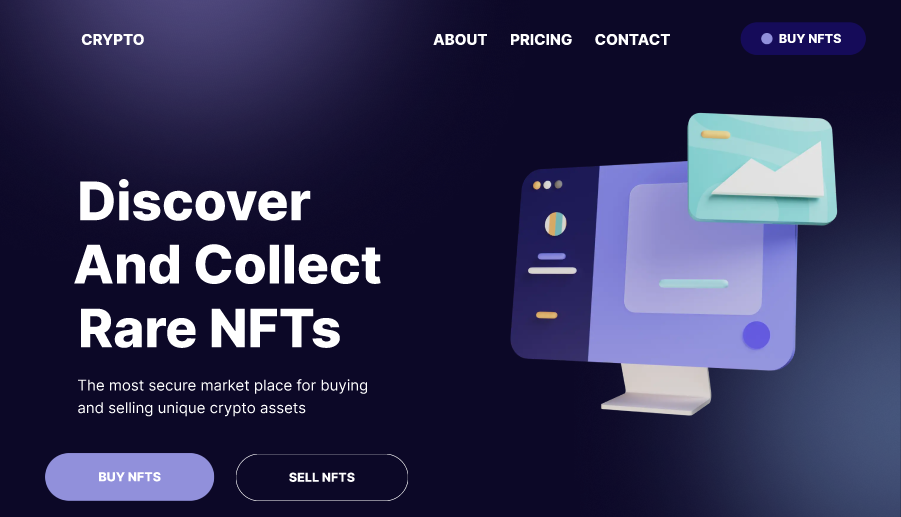 CRYPTO
ABOUT
PRICING
CONTACT
BUY NFTS
Discover
And Collect
Rare NFTs
The most secure market place for buying
and selling unique crypto assets
BUY NFTS
SELL NFTS